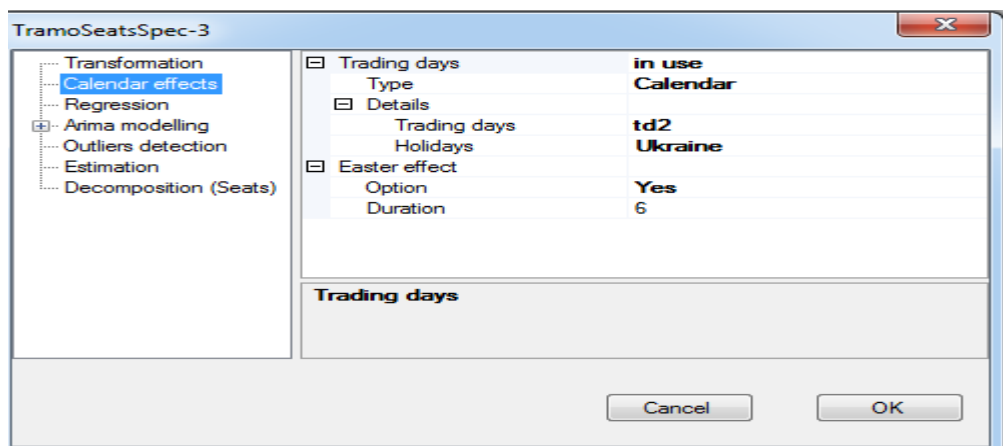 TramoSeatsSpec-3
Transformation
Calendar effects
Regression
Arima modelling
Outliers detection
Estimation
Decomposition (Seats)
Trading days in use
Type Calendar
Details
Trading days td2
Holidays Ukraine
Easter effect
Option Yes
Duration 6
Trading days
Cancel OK